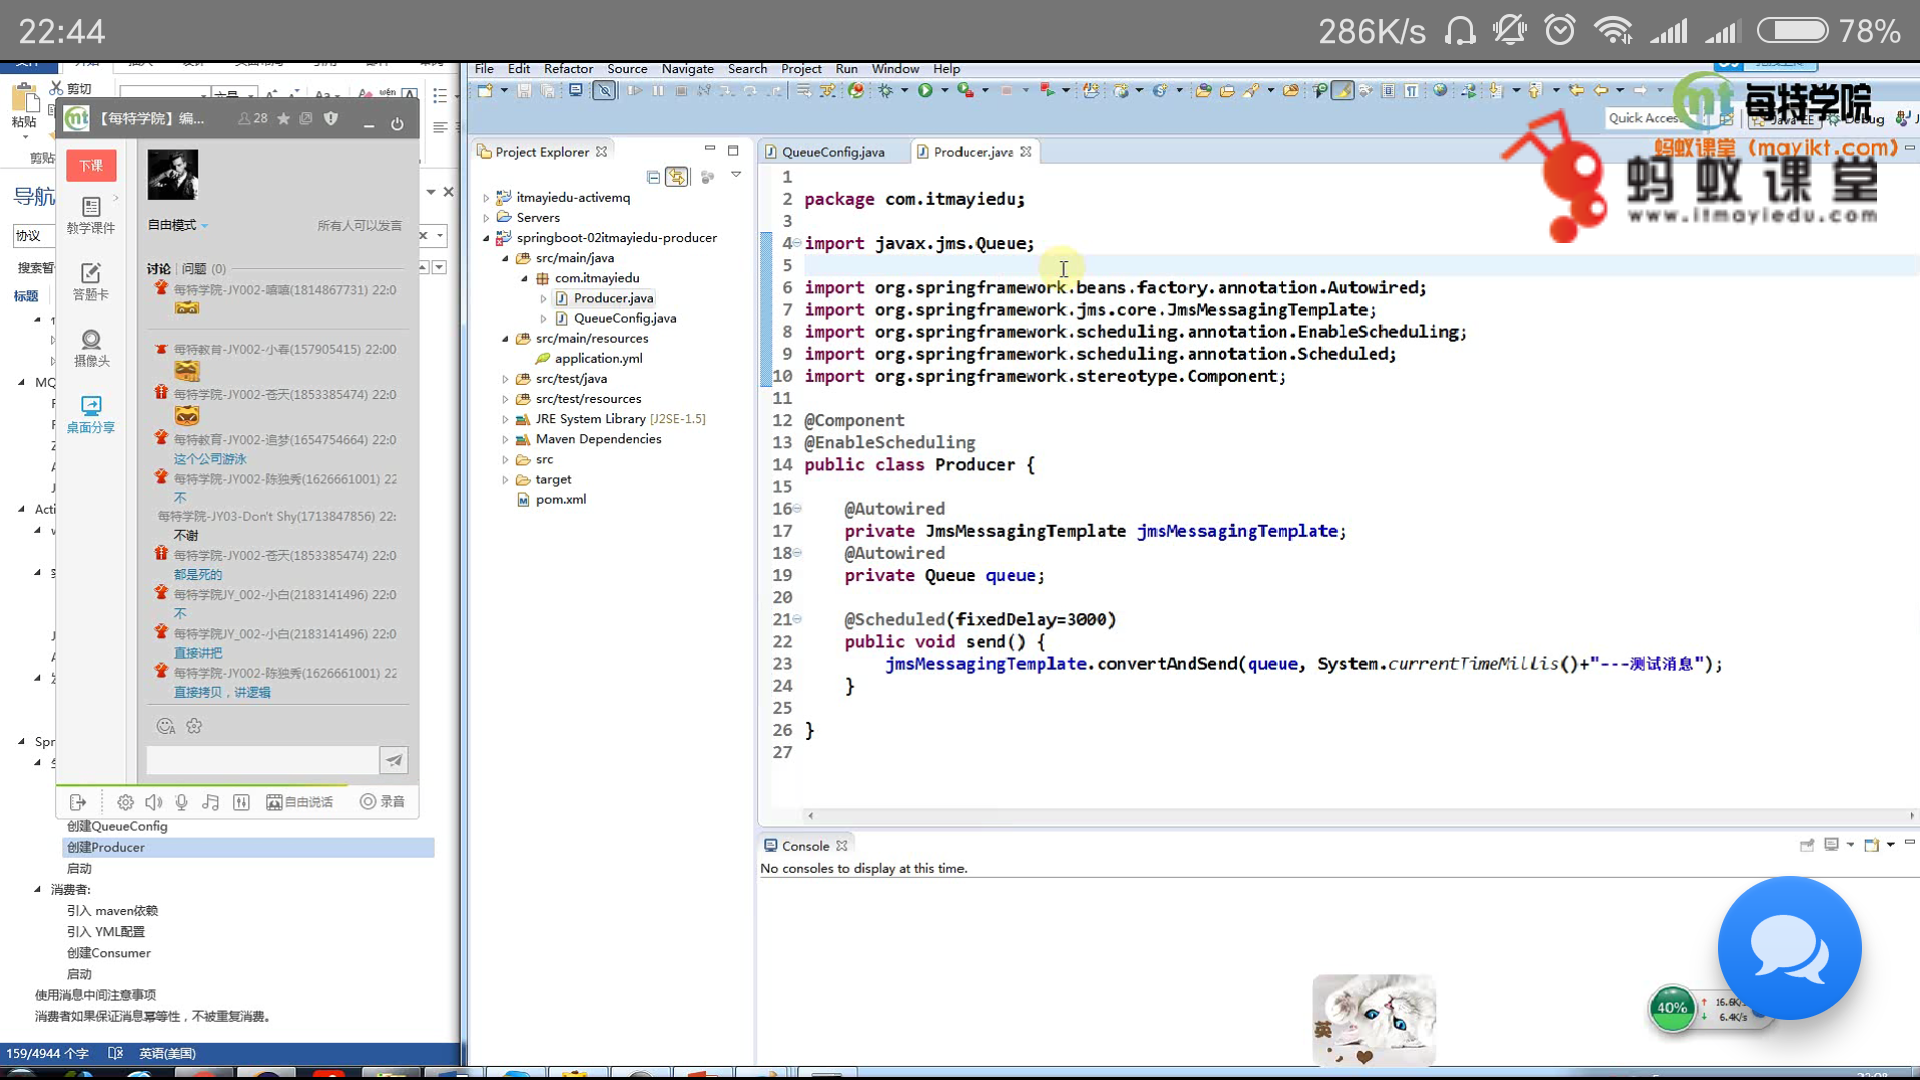 22:44
286K/s
78%
File Edit Refactor Source Navigate Search Project Run Window Help
剪切
粘贴
【每特学院】编...
28
下课
教学课件
答题卡
摄像头
桌面分享
自由模式
所有人可以发言
讨论 | 问题 (0)
每特学院-JY002-嘻嘻(1814867731) 22:0
每特教育-JY002-小春(157905415) 22:00
每特学院-JY002-苍天(1853385474) 22:0
每特教育-JY002-追梦(1654754664) 22:0
这个公司游泳
每特学院-JY002-陈独秀(1626661001) 22
不
每特学院-JY03-Don't Shy(1713847856) 22:
不谢
每特学院-JY002-苍天(1853385474) 22:0
都是死的
每特学院JY_002-小白(2183141496) 22:0
不
每特学院JY_002-小白(2183141496) 22:0
直接讲把
每特学院-JY002-陈独秀(1626661001) 22
直接拷贝，讲逻辑
自由说话
录音
导航
协议
标题
MQ
Acti
Spr
创建QueueConfig
创建Producer
启动
消费者:
引入 maven依赖
引入 YML配置
创建Consumer
启动
使用消息中间注意事项
消费者如果保证消息幂等性，不被重复消费。
159/4944 个字
英语(美国)
Project Explorer
itmayiedu-activemq
Servers
springboot-02itmayiedu-producer
src/main/java
com.itmayiedu
Producer.java
QueueConfig.java
src/main/resources
application.yml
src/test/java
src/test/resources
JRE System Library [J2SE-1.5]
Maven Dependencies
src
target
pom.xml
Quick Access
Java EE
Debug
每特学院
蚂蚁课堂（mayikt.com）
蚂蚁课堂
www.itmayiedu.com
QueueConfig.java
Producer.java
1
2 package com.itmayiedu;
3
4 import javax.jms.Queue;
5
6 import org.springframework.beans.factory.annotation.Autowired;
7 import org.springframework.jms.core.JmsMessagingTemplate;
8 import org.springframework.scheduling.annotation.EnableScheduling;
9 import org.springframework.scheduling.annotation.Scheduled;
10 import org.springframework.stereotype.Component;
11
12 @Component
13 @EnableScheduling
14 public class Producer {
15
16 @Autowired
17 private JmsMessagingTemplate jmsMessagingTemplate;
18 @Autowired
19 private Queue queue;
20
21 @Scheduled(fixedDelay=3000)
22 public void send() {
23 jmsMessagingTemplate.convertAndSend(queue, System.currentTimeMillis()+"---测试消息");
24 }
25
26 }
27
Console
No consoles to display at this time.
英
40%
16.6K/s
6.4K/s